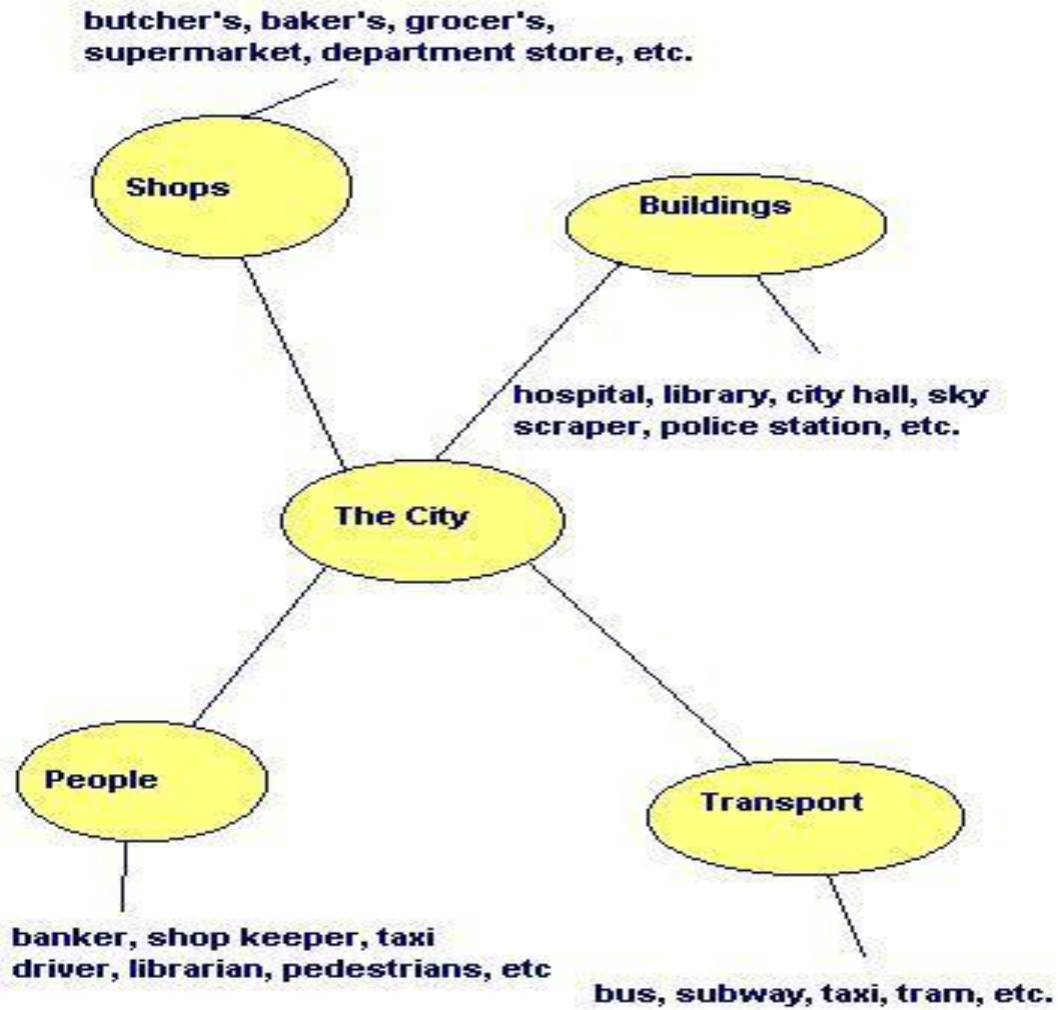 butcher's, baker's, grocer's,
supermarket, department store, etc.
Shops
Buildings
hospital, library, city hall, sky
scraper, police station, etc.
The City
People
Transport
banker, shop keeper, taxi
driver, librarian, pedestrians, etc
bus, subway, taxi, tram, etc.